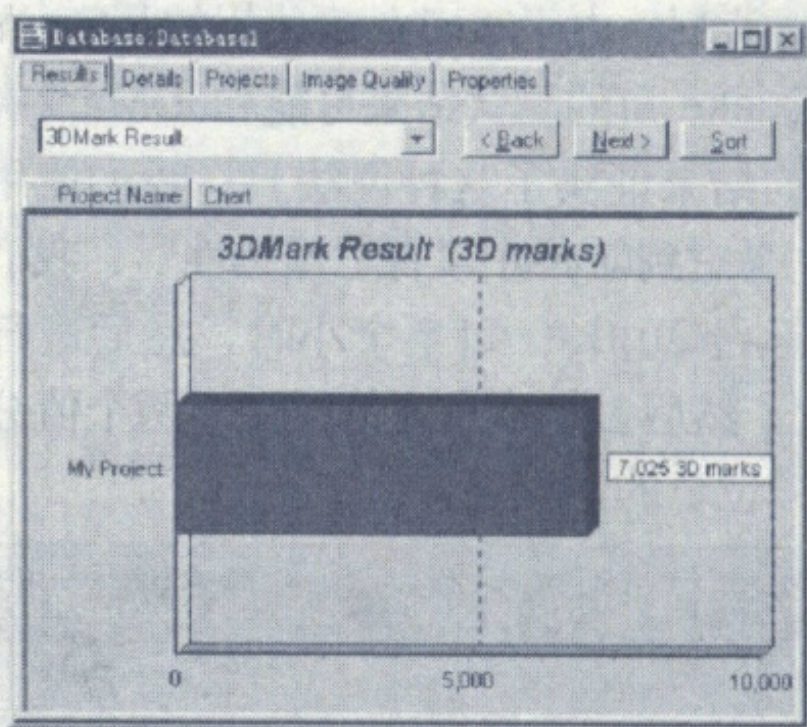 Database.Database1
Results Details Projects Image Quality Properties
3DMark Result < Back Next > Sort
Project Name Chart
3DMark Result (3D marks)
My Project 7,025 3D marks
0 5,000 10,000